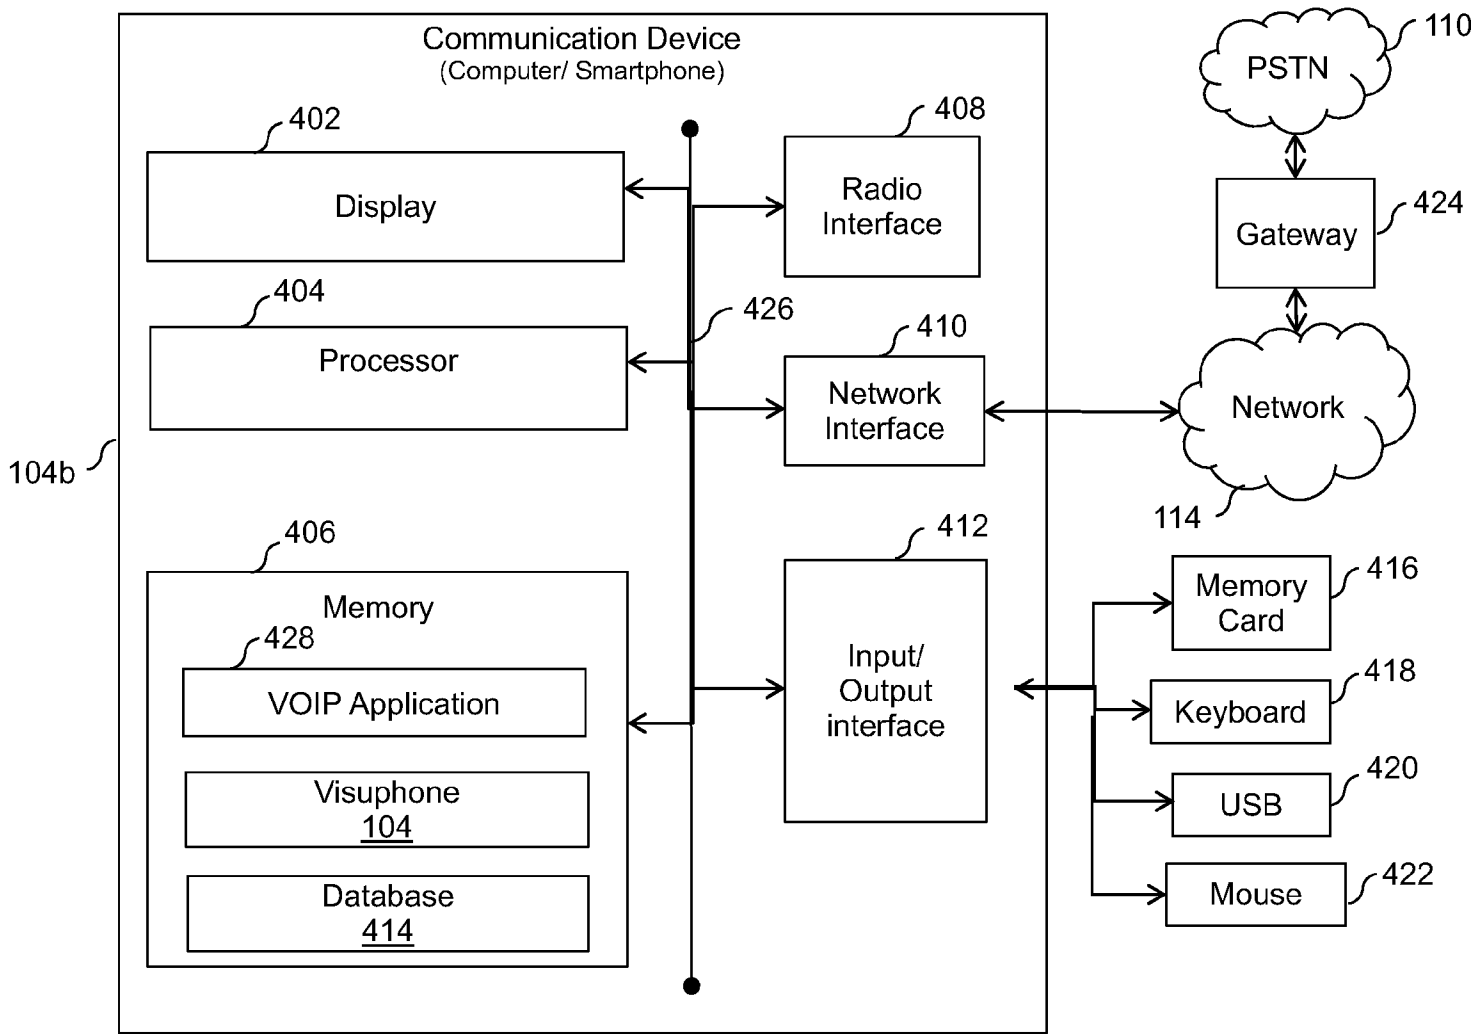 Communication Device
(Computer/ Smartphone)
402
Display
404
Processor
104b
406
Memory
428
VOIP Application
Visuphone
104
Database
414
426
408
Radio
Interface
410
Network
Interface
412
Input/
Output
interface
110
PSTN
424
Gateway
Network
114
416
Memory
Card
418
Keyboard
420
USB
422
Mouse